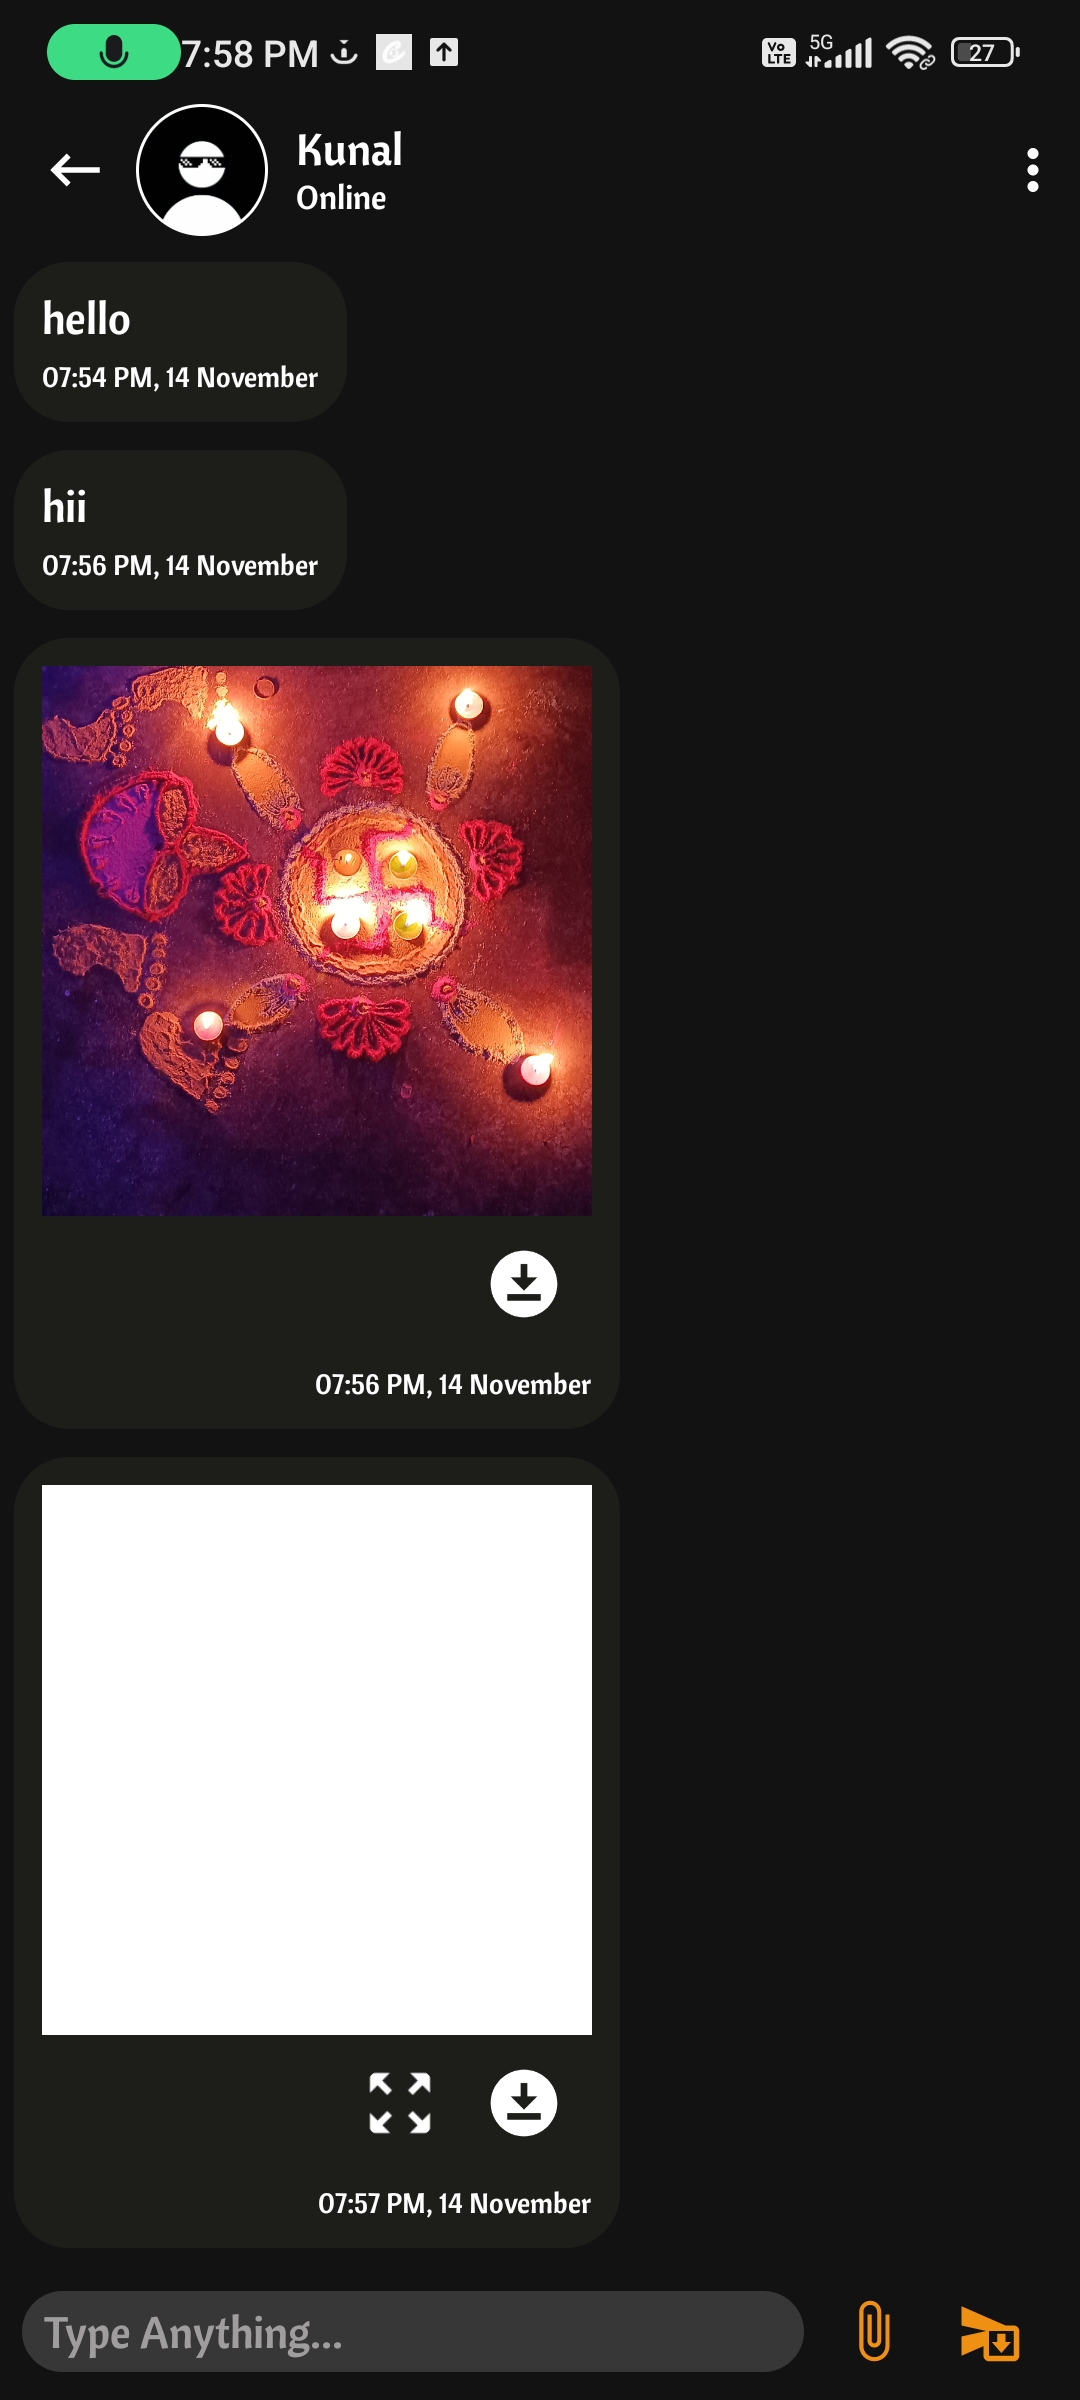 7:58 PM
Vo
LTE
5G
27
Kunal
Online
hello
07:54 PM, 14 November
hii
07:56 PM, 14 November
07:56 PM, 14 November
07:57 PM, 14 November
Type Anything...